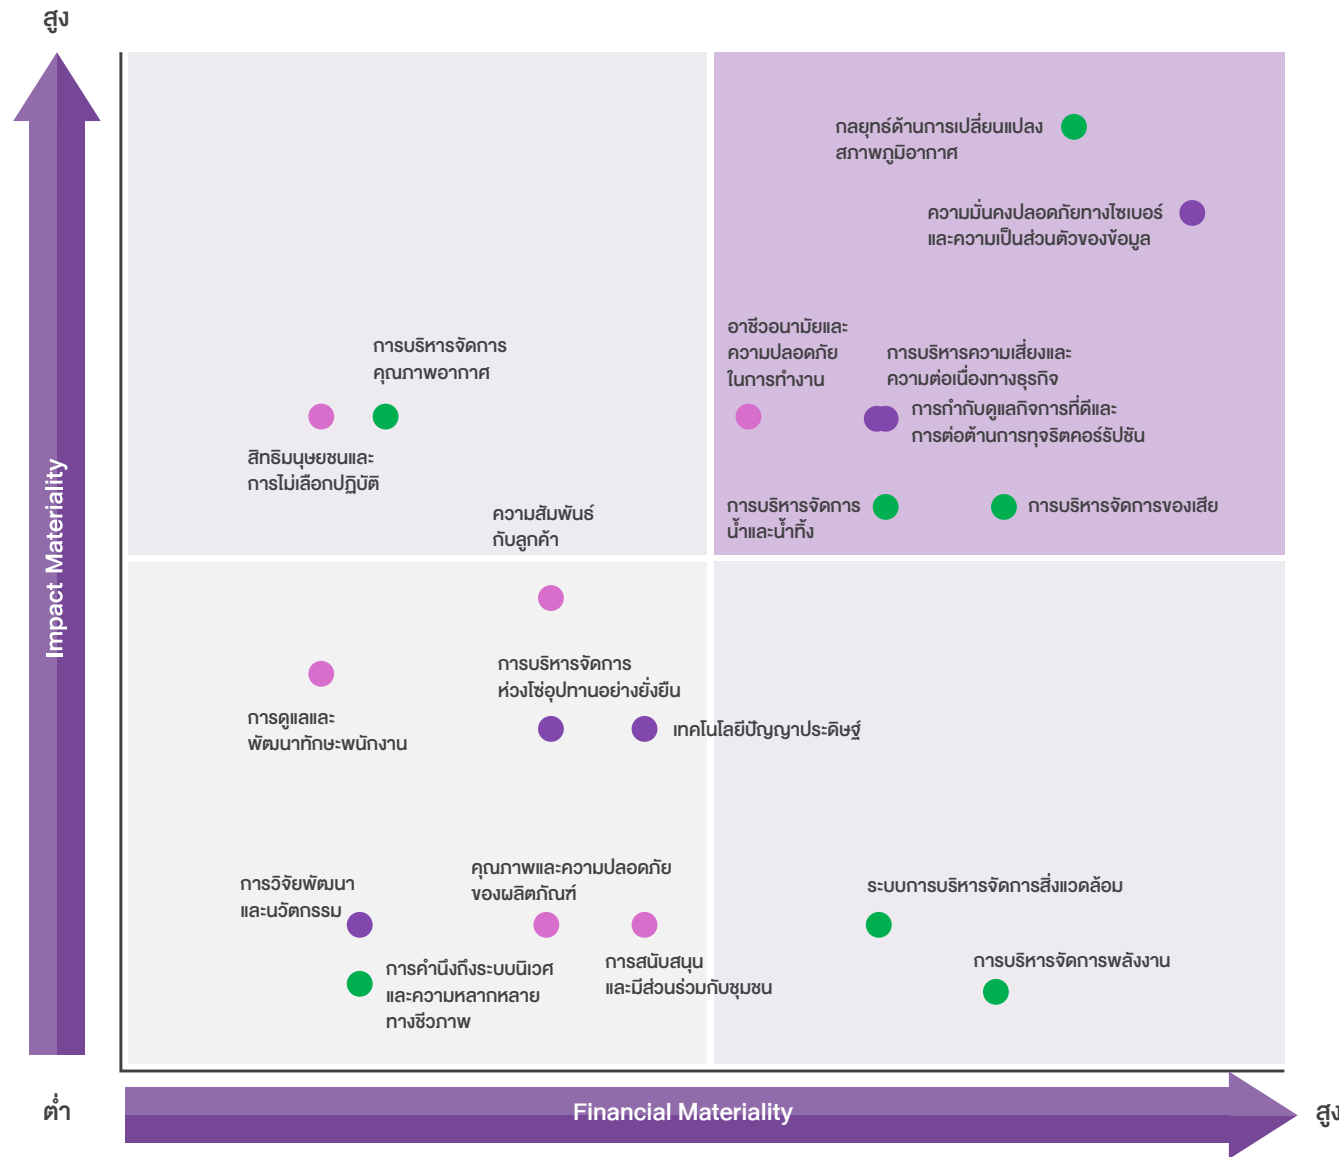 สูง
กลยุทธ์ด้านการเปลี่ยนแปลง
สภาพภูมิอากาศ
ความมั่นคงปลอดภัยทางไซเบอร์
และความเป็นส่วนตัวของข้อมูล
อาชีวอนามัยและ
ความปลอดภัย
ในการทำงาน
การบริหารความเสี่ยงและ
ความต่อเนื่องทางธุรกิจ
การกำกับดูแลกิจการที่ดีและ
การต่อต้านการทุจริตคอร์รัปชัน
การบริหารจัดการ
คุณภาพอากาศ
สิทธิมนุษยชนและ
การไม่เลือกปฏิบัติ
การบริหารจัดการ
น้ำและน้ำทิ้ง
การบริหารจัดการของเสีย
ความสัมพันธ์
กับลูกค้า
Impact Materiality
การบริหารจัดการ
ห่วงโซ่อุปทานอย่างยั่งยืน
การดูแลและ
พัฒนาทักษะพนักงาน
เทคโนโลยีปัญญาประดิษฐ์
การวิจัยพัฒนา
และนวัตกรรม
คุณภาพและความปลอดภัย
ของผลิตภัณฑ์
ระบบการบริหารจัดการสิ่งแวดล้อม
การคำนึงถึงระบบนิเวศ
และความหลากหลาย
ทางชีวภาพ
การสนับสนุน
และมีส่วนร่วมกับชุมชน
การบริหารจัดการพลังงาน
ต่ำ
Financial Materiality
สูง